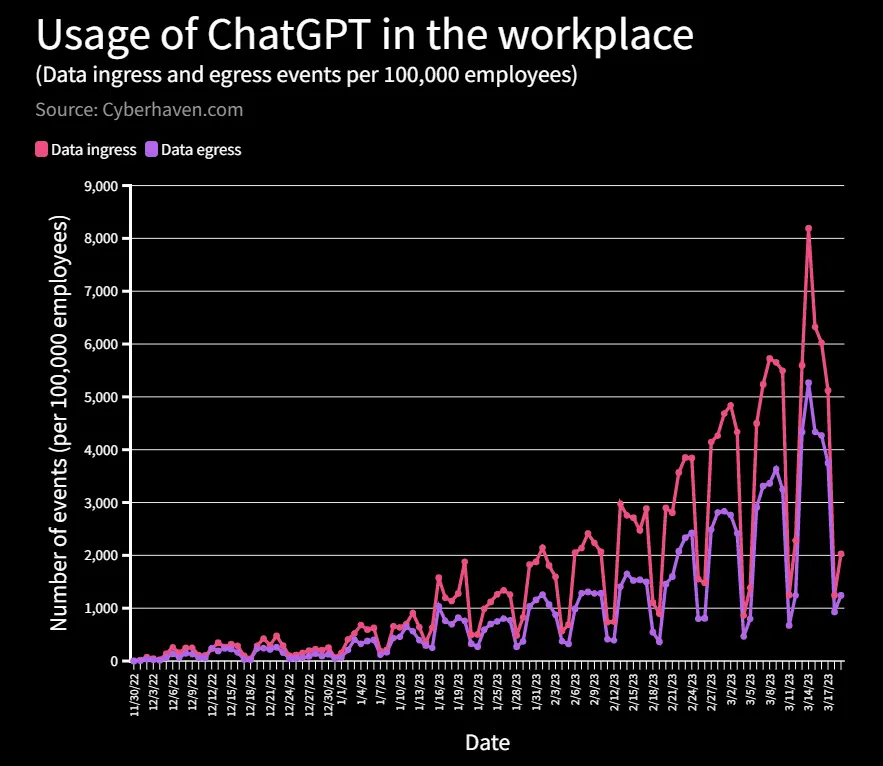 Usage of ChatGPT in the workplace
(Data ingress and egress events per 100,000 employees)
Source: Cyberhaven.com
Data ingress Data egress
Number of events (per 100,000 employees)
9,000
8,000
7,000
6,000
5,000
4,000
3,000
2,000
1,000
0
11/30/22 12/3/22 12/6/22 12/9/22 12/12/22 12/15/22 12/18/22 12/21/22 12/24/22 12/27/22 12/30/22 1/1/23 1/4/23 1/7/23 1/10/23 1/13/23 1/16/23 1/19/23 1/22/23 1/25/23 1/28/23 1/31/23 2/3/23 2/6/23 2/9/23 2/12/23 2/15/23 2/18/23 2/21/23 2/24/23 2/27/23 3/2/23 3/5/23 3/8/23 3/11/23 3/14/23 3/17/23
Date